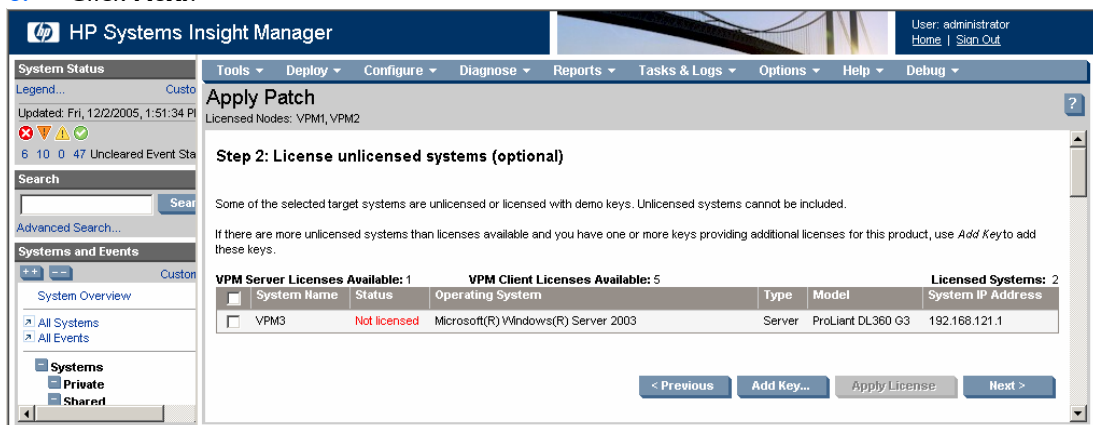 HP Systems Insight Manager
User: administrator
Home | Sign Out
System Status
Legend... Custo
Updated: Fri, 12/2/2005, 1:51:34 P
6 10 0 47 Uncleared Event Sta
Search
Sear
Advanced Search...
Systems and Events
Custom
System Overview
All Systems
All Events
Systems
Private
Shared
Tools Deploy Configure Diagnose Reports Tasks & Logs Options Help Debug
Apply Patch
Licensed Nodes: VPM1, VPM2
?
Step 2: License unlicensed systems (optional)
Some of the selected target systems are unlicensed or licensed with demo keys. Unlicensed systems cannot be included.
If there are more unlicensed systems than licenses available and you have one or more keys providing additional licenses for this product, use Add Key to add
these keys.
VPM Server Licenses Available: 1 VPM Client Licenses Available: 5 Licensed Systems: 2
System Name Status Operating System Type Model System IP Address
VPM3 Not licensed Microsoft(R) Windows(R) Server 2003 Server ProLiant DL360 G3 192.168.121.1
< Previous Add Key... Apply License Next >